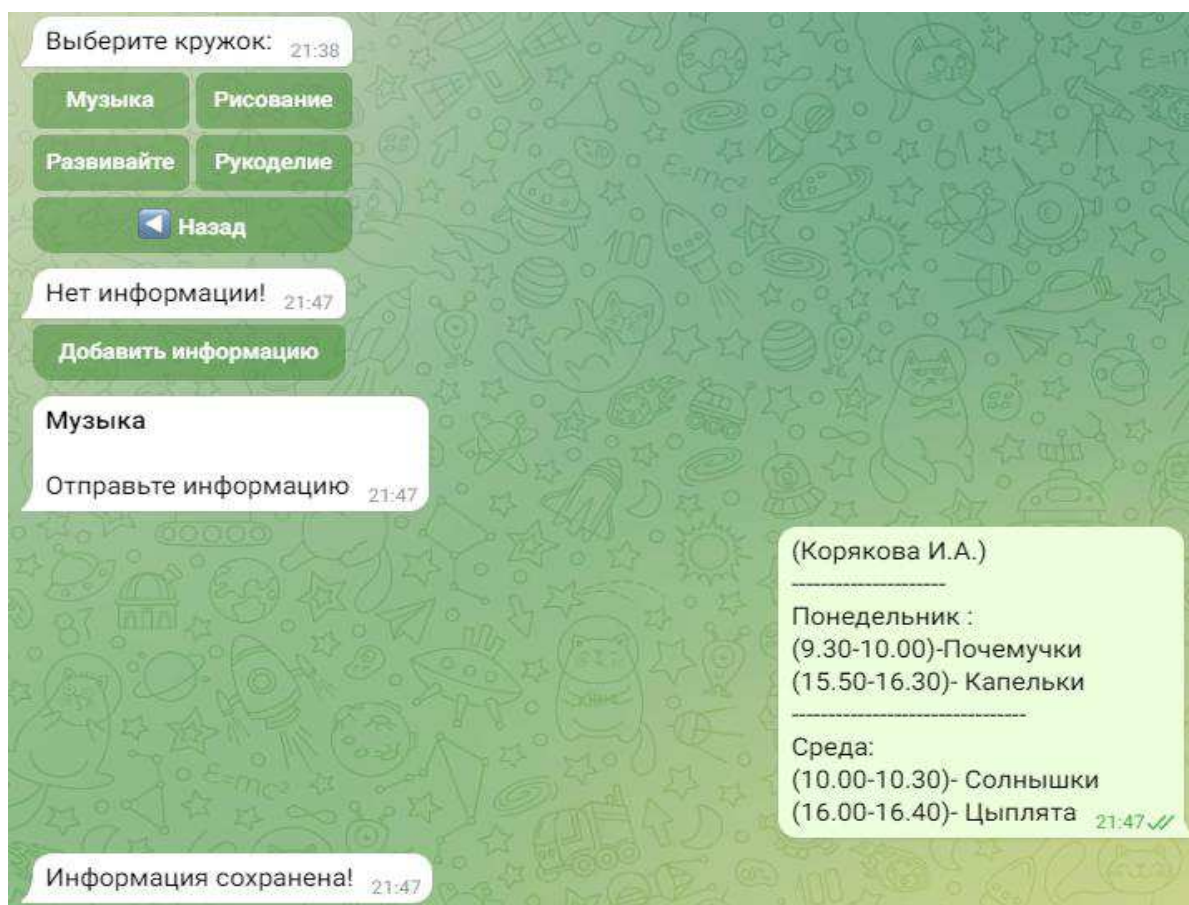 Выберите кружок: 21:38
Музыка Рисование
Развивайте Рукоделие
Назад
Нет информации! 21:47
Добавить информацию
Музыка
Отправьте информацию 21:47
(Корякова И.А.)
---------------------
Понедельник :
(9.30-10.00)-Почемучки
(15.50-16.30)- Капельки
--------------------------------
Среда:
(10.00-10.30)- Солнышки
(16.00-16.40)- Цыплята 21:47
Информация сохранена! 21:47